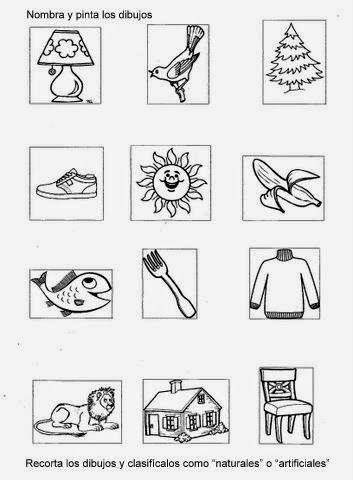 Nombra y pinta los dibujos
Recorta los dibujos y clasifícalos como “naturales” o “artificiales”